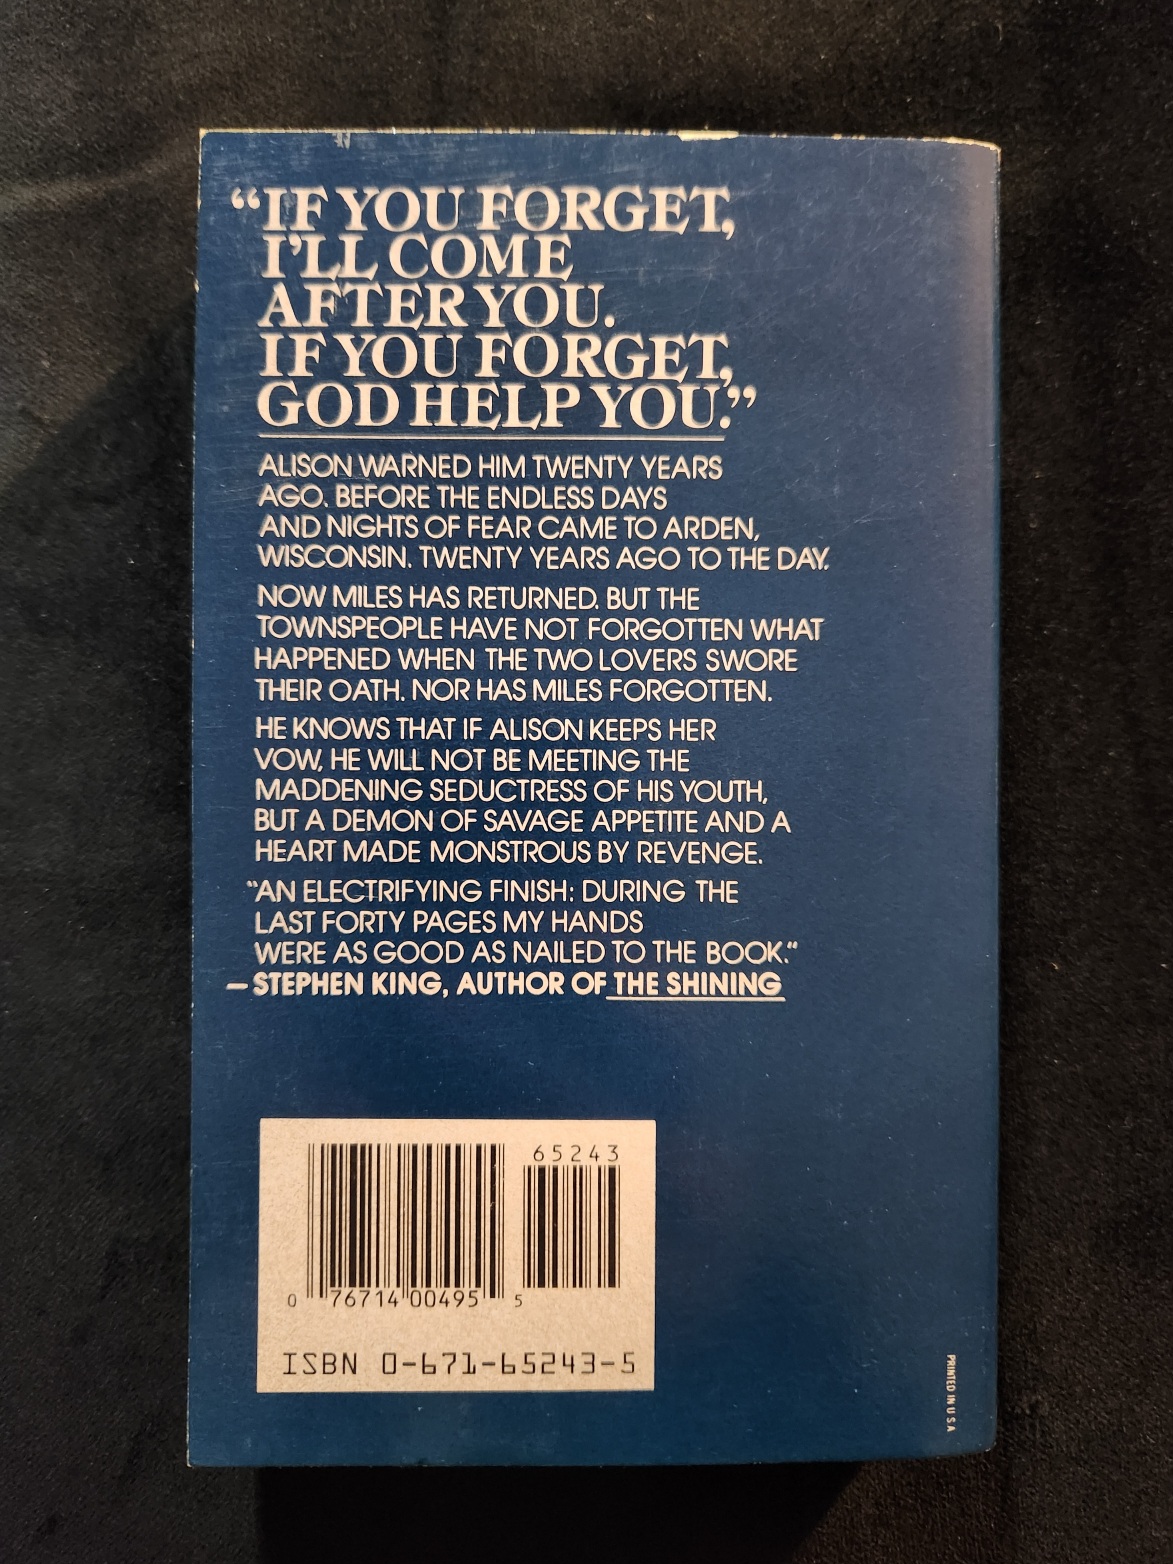 “IF YOU FORGET,
I’LL COME
AFTER YOU.
IF YOU FORGET,
GOD HELP YOU.”
ALISON WARNED HIM TWENTY YEARS
AGO. BEFORE THE ENDLESS DAYS
AND NIGHTS OF FEAR CAME TO ARDEN,
WISCONSIN. TWENTY YEARS AGO TO THE DAY.
NOW MILES HAS RETURNED. BUT THE
TOWNSPEOPLE HAVE NOT FORGOTTEN WHAT
HAPPENED WHEN THE TWO LOVERS SWORE
THEIR OATH. NOR HAS MILES FORGOTTEN.
HE KNOWS THAT IF ALISON KEEPS HER
VOW, HE WILL NOT BE MEETING THE
MADDENING SEDUCTRESS OF HIS YOUTH,
BUT A DEMON OF SAVAGE APPETITE AND A
HEART MADE MONSTROUS BY REVENGE.
“AN ELECTRIFYING FINISH: DURING THE
LAST FORTY PAGES MY HANDS
WERE AS GOOD AS NAILED TO THE BOOK.“
– STEPHEN KING, AUTHOR OF THE SHINING
65243
0 76714 00495 5
ISBN 0-671-65243-5
PRINTED IN U S A